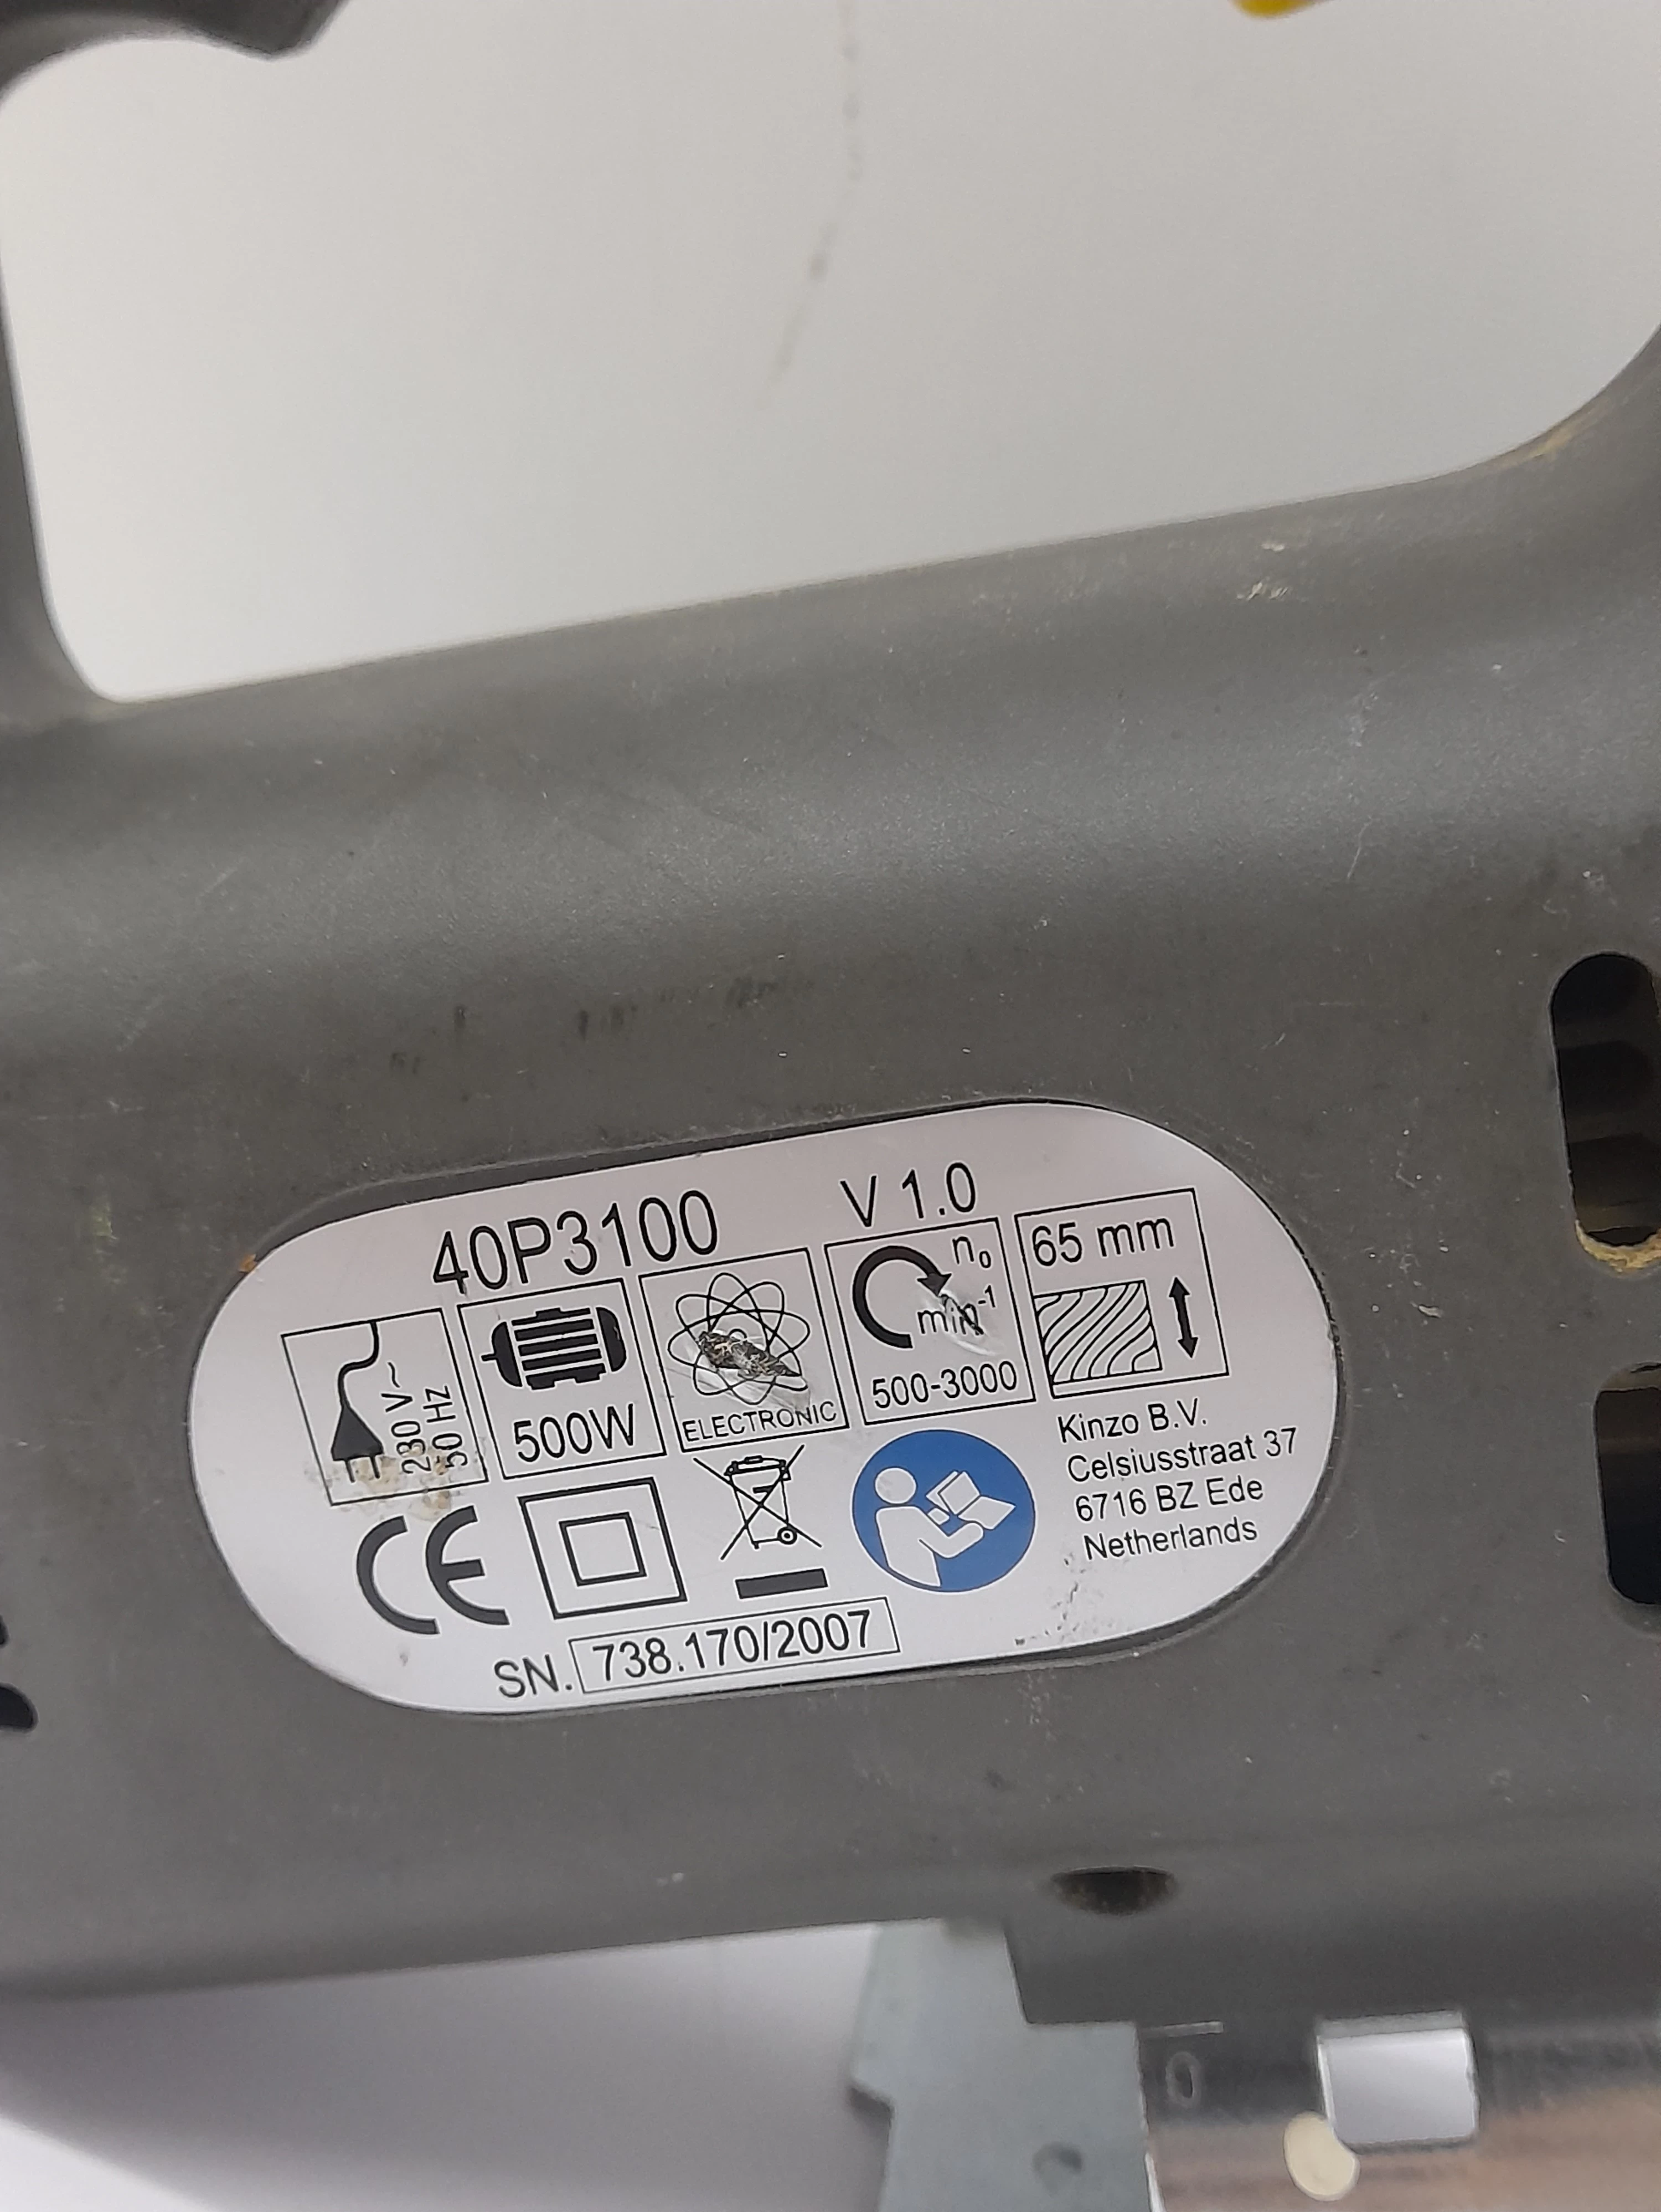 40P3100 V 1.0
230 V~
50 Hz
500W
ELECTRONIC
n₀
min⁻¹
500-3000
65 mm
CE
Kinzo B.V.
Celsiusstraat 37
6716 BZ Ede
Netherlands
SN. 738.170/2007
0